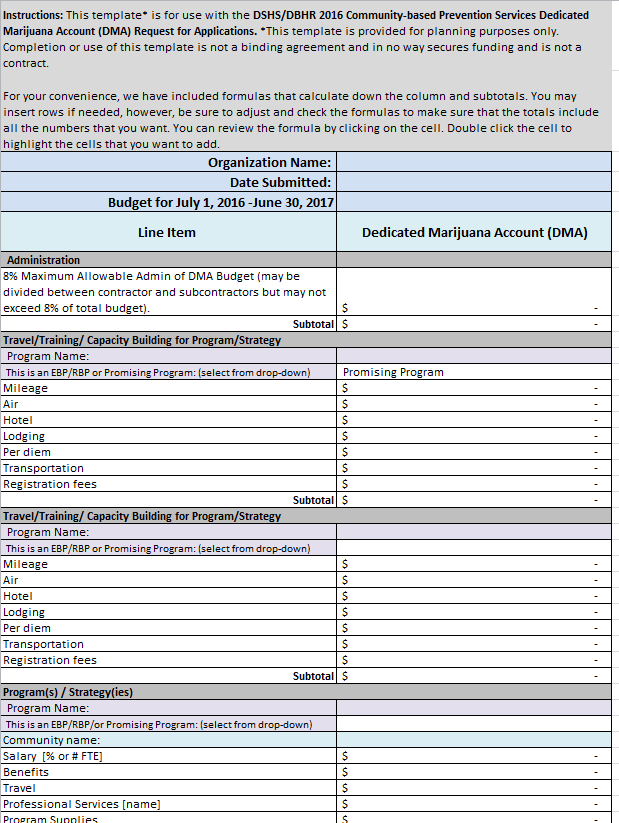 Instructions: This template* is for use with the DSHS/DBHR 2016 Community-based Prevention Services Dedicated
Marijuana Account (DMA) Request for Applications. *This template is provided for planning purposes only.
Completion or use of this template is not a binding agreement and in no way secures funding and is not a
contract.
For your convenience, we have included formulas that calculate down the column and subtotals. You may
insert rows if needed, however, be sure to adjust and check the formulas to make sure that the totals include
all the numbers that you want. You can review the formula by clicking on the cell. Double click the cell to
highlight the cells that you want to add.
Organization Name:
Date Submitted:
Budget for July 1, 2016 -June 30, 2017
Line Item Dedicated Marijuana Account (DMA)
Administration
8% Maximum Allowable Admin of DMA Budget (may be
divided between contractor and subcontractors but may not
exceed 8% of total budget). $ -
Subtotal $ -
Travel/Training/ Capacity Building for Program/Strategy
Program Name:
This is an EBP/RBP or Promising Program: (select from drop-down) Promising Program
Mileage $ -
Air $ -
Hotel $ -
Lodging $ -
Per diem $ -
Transportation $ -
Registration fees $ -
Subtotal $ -
Travel/Training/ Capacity Building for Program/Strategy
Program Name:
This is an EBP/RBP or Promising Program: (select from drop-down)
Mileage $ -
Air $ -
Hotel $ -
Lodging $ -
Per diem $ -
Transportation $ -
Registration fees $ -
Subtotal $ -
Program(s) / Strategy(ies)
Program Name:
This is an EBP/RBP/or Promising Program: (select from drop-down)
Community name:
Salary [% or # FTE] $ -
Benefits $ -
Travel $ -
Professional Services [name] $ -
Program Supplies $ -